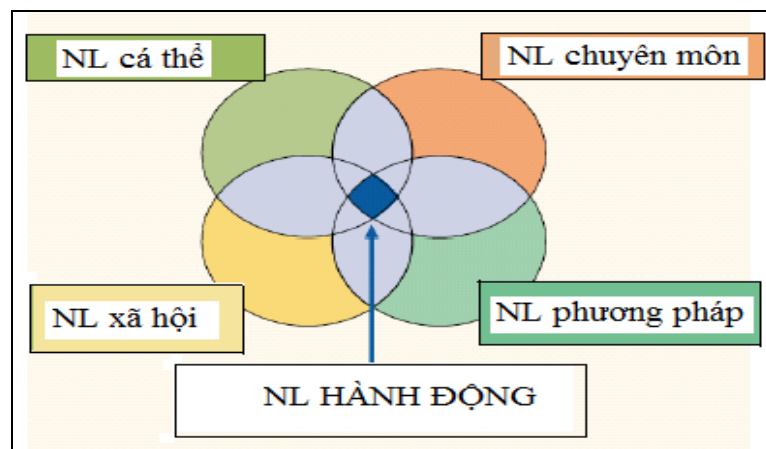 NL cá thể
NL chuyên môn
NL xã hội
NL phương pháp
NL HÀNH ĐỘNG